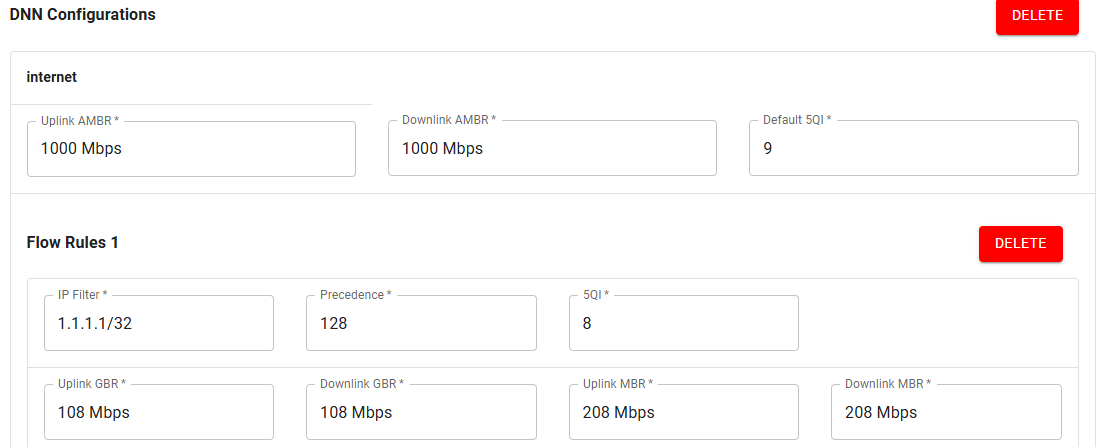 DNN Configurations
DELETE
internet
Uplink AMBR *
Downlink AMBR *
Default 5QI *
1000 Mbps
1000 Mbps
9
Flow Rules 1
DELETE
IP Filter *
Precedence *
5QI *
1.1.1.1/32
128
8
Uplink GBR *
Downlink GBR *
Uplink MBR *
Downlink MBR *
108 Mbps
108 Mbps
208 Mbps
208 Mbps